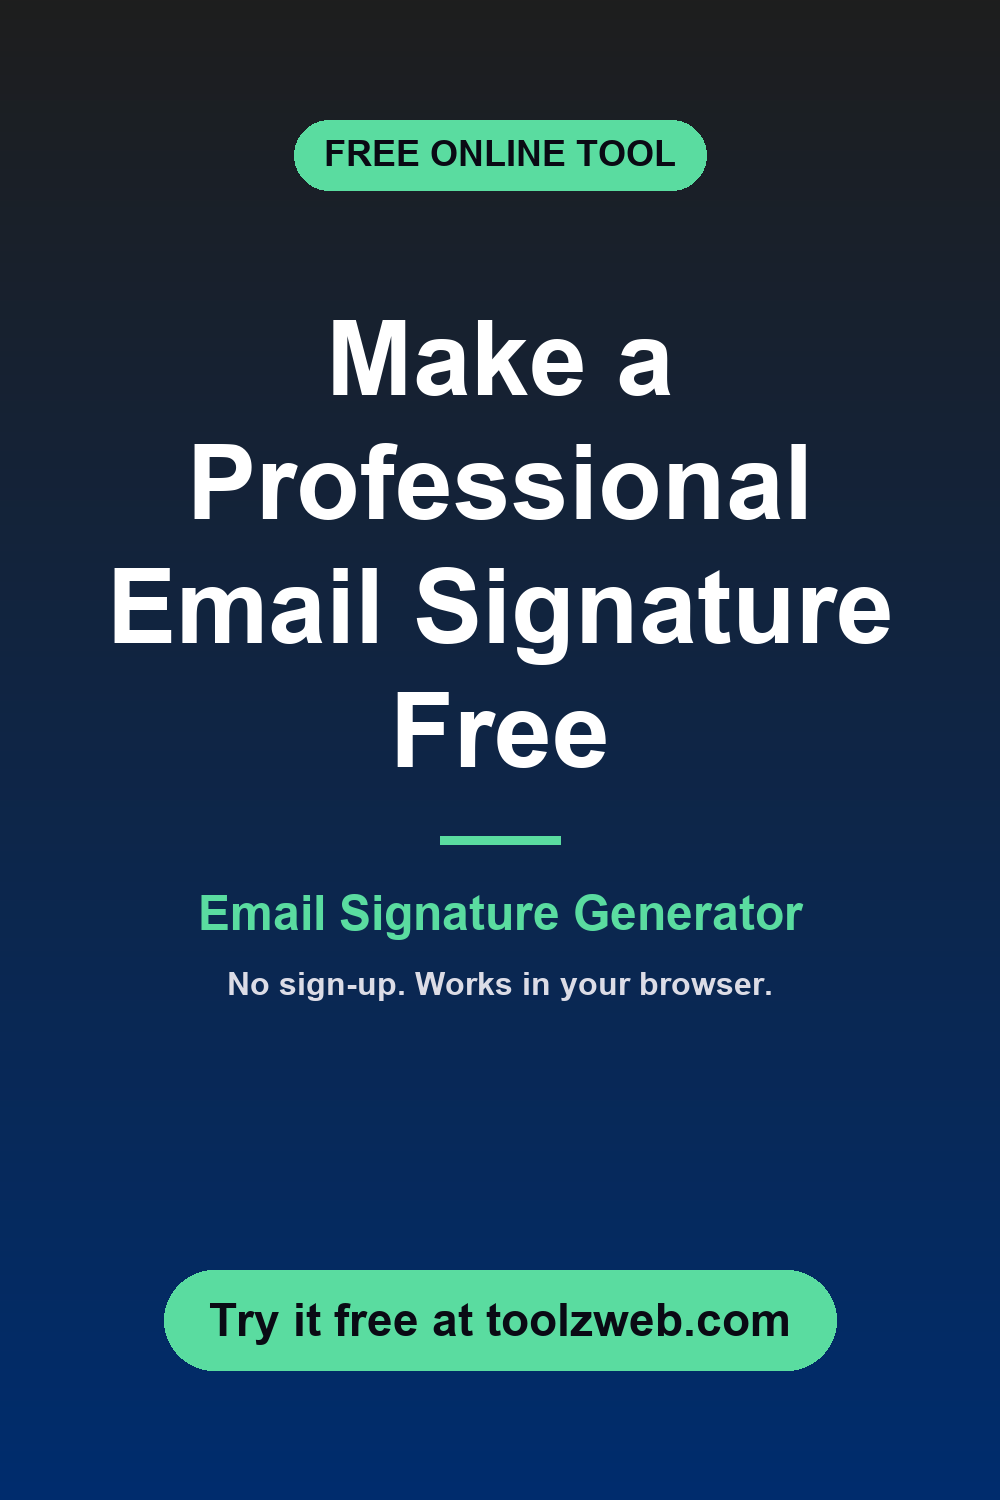 FREE ONLINE TOOL
Make a
Professional
Email Signature
Free
Email Signature Generator
No sign-up. Works in your browser.
Try it free at toolzweb.com